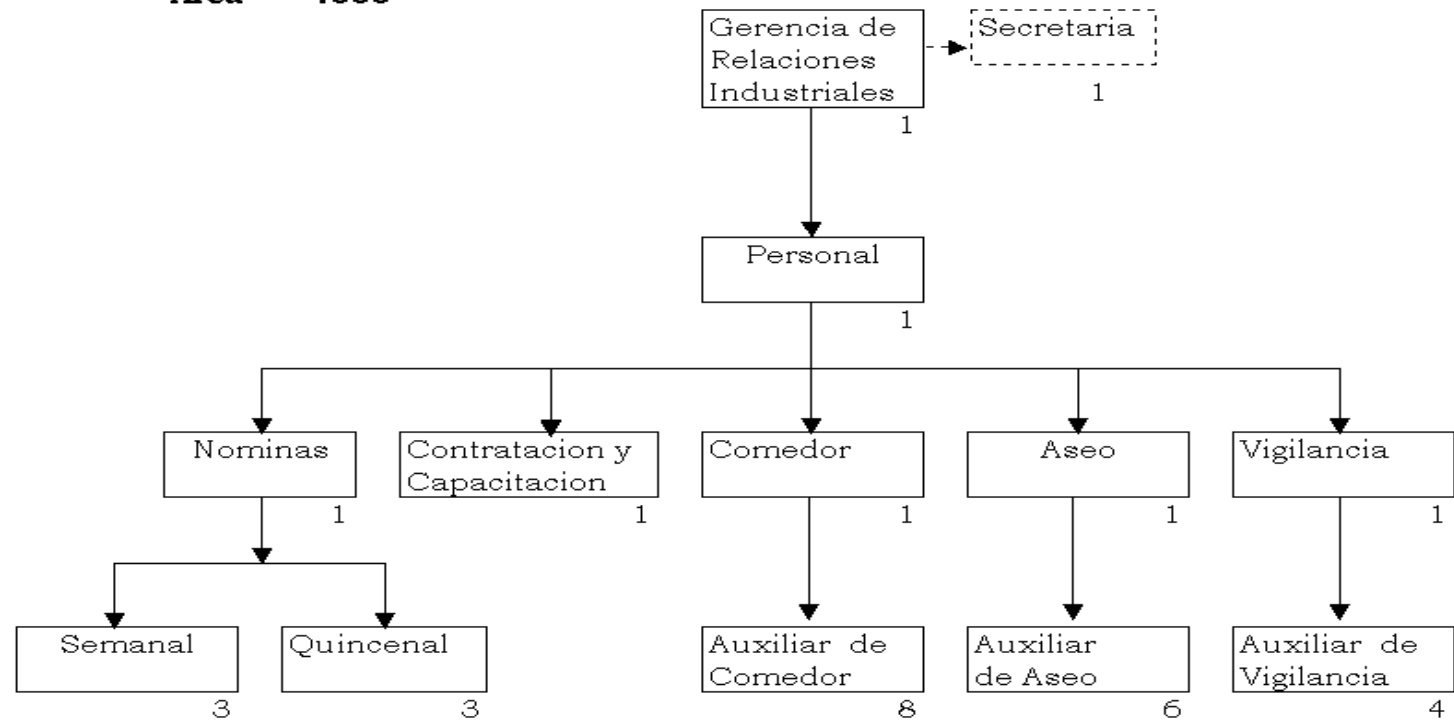 Gerencia de
Relaciones
Industriales
1
Secretaria
1
Personal
1
Nominas
1
Contratacion y
Capacitacion
1
Comedor
1
Aseo
1
Vigilancia
1
Semanal
3
Quincenal
3
Auxiliar de
Comedor
8
Auxiliar
de Aseo
6
Auxiliar de
Vigilancia
4